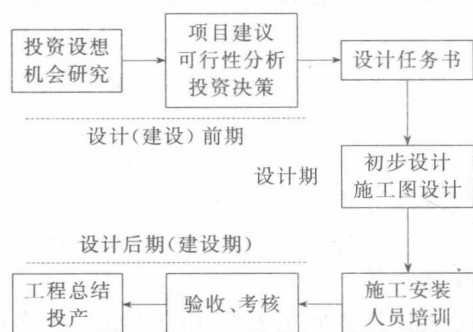 投资设想
机会研究
项目建议
可行性分析
投资决策
设计任务书
设计(建设)前期
设计期
初步设计
施工图设计
设计后期(建设期)
工程总结
投产
验收、考核
施工安装
人员培训